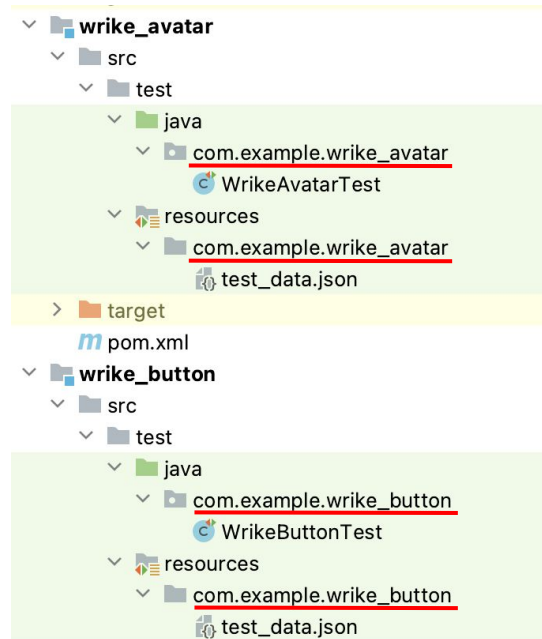 wrike_avatar
src
test
java
com.example.wrike_avatar
WrikeAvatarTest
resources
com.example.wrike_avatar
test_data.json
target
pom.xml
wrike_button
src
test
java
com.example.wrike_button
WrikeButtonTest
resources
com.example.wrike_button
test_data.json